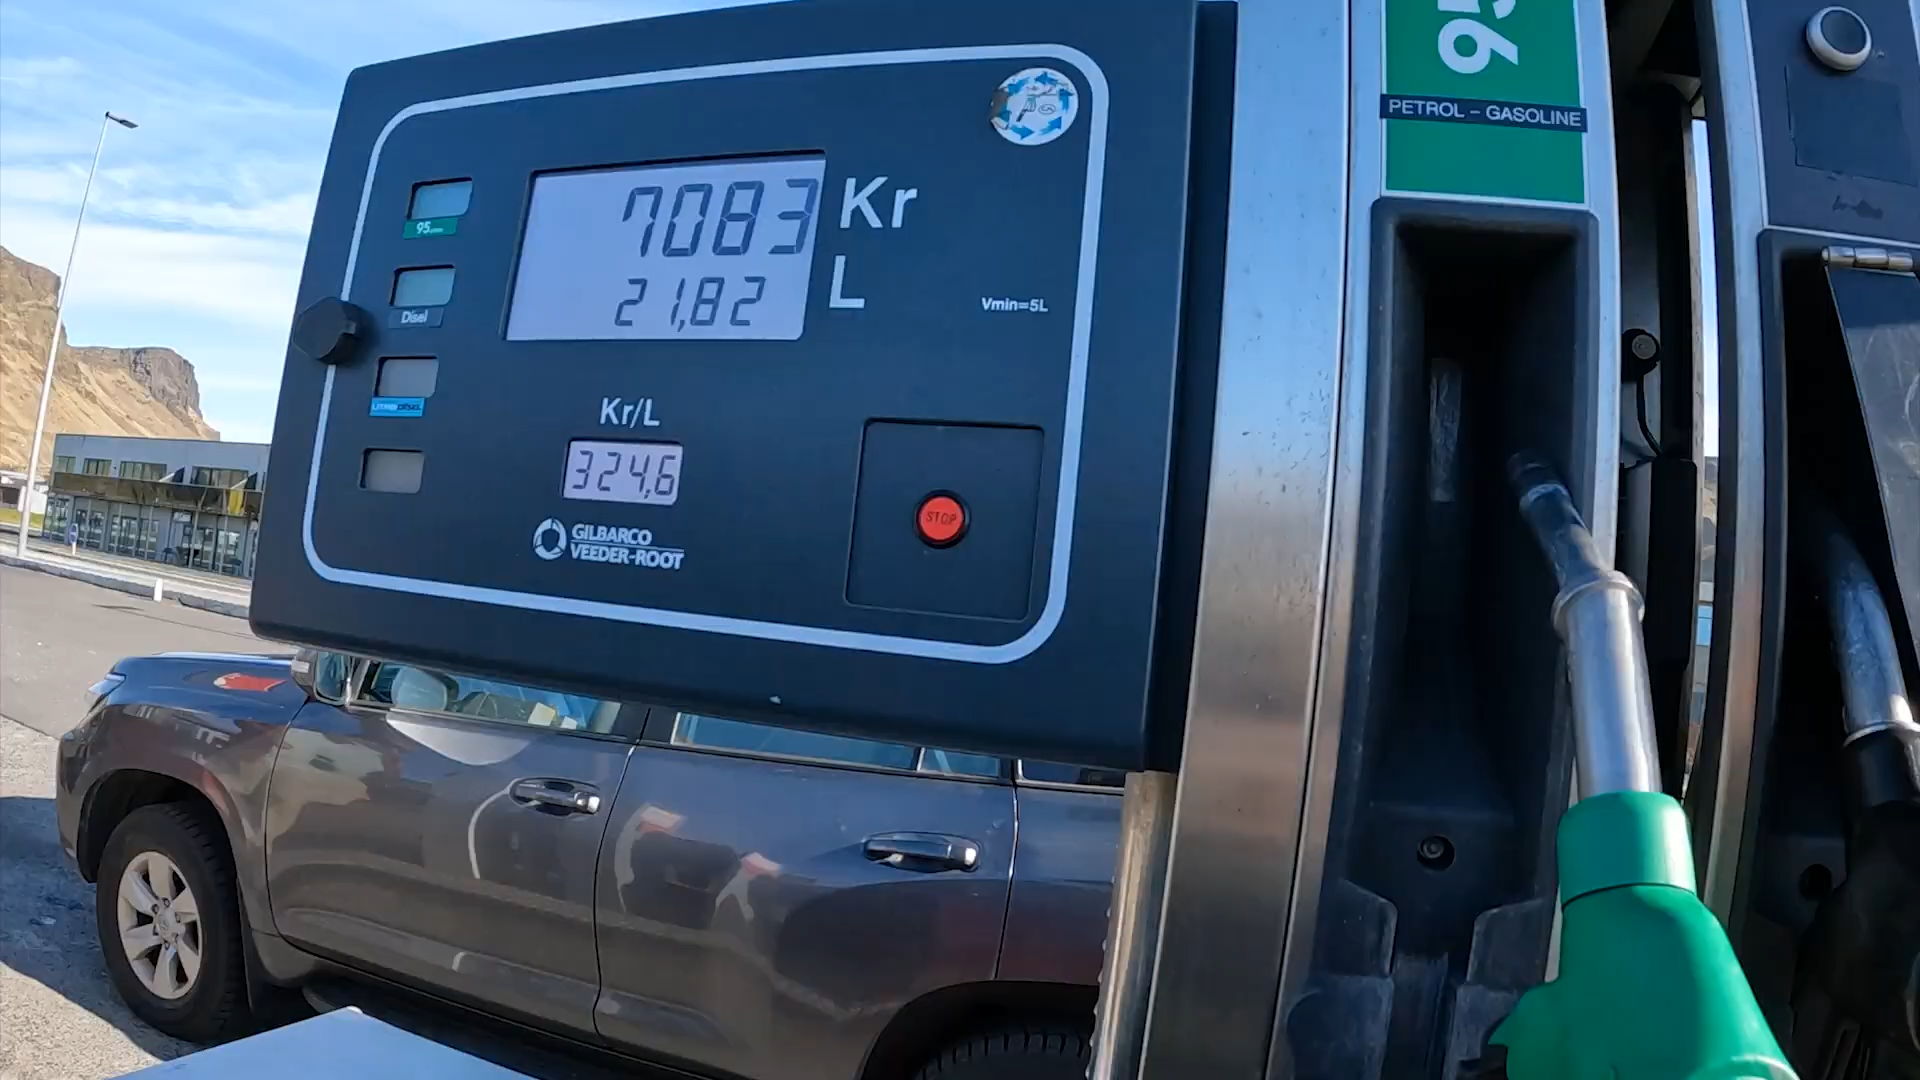 7083 Kr
21,82 L
Vmin=5L
95
Dísel
Kr/L
324,6
GILBARCO
VEEDER-ROOT
STOP
95
PETROL - GASOLINE